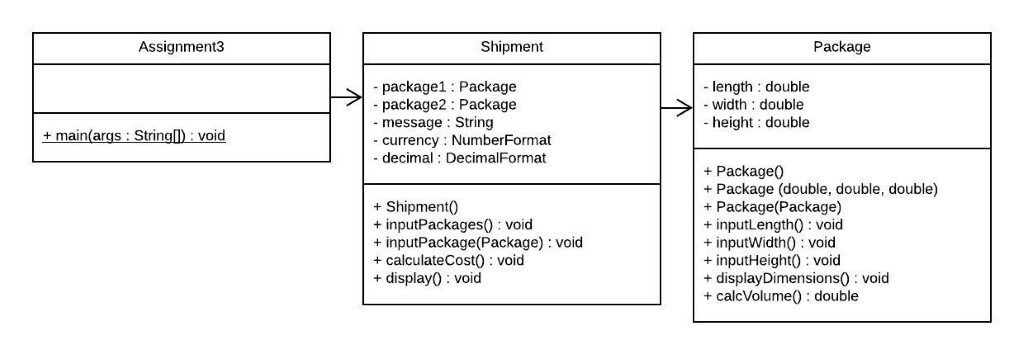 Assignment3
+ main(args : String[]) : void
Shipment
- package1 : Package
- package2 : Package
- message : String
- currency : NumberFormat
- decimal : DecimalFormat
+ Shipment()
+ inputPackages() : void
+ inputPackage(Package) : void
+ calculateCost() : void
+ display() : void
Package
- length : double
- width : double
- height : double
+ Package()
+ Package (double, double, double)
+ Package(Package)
+ inputLength() : void
+ inputWidth() : void
+ inputHeight() : void
+ displayDimensions() : void
+ calcVolume() : double